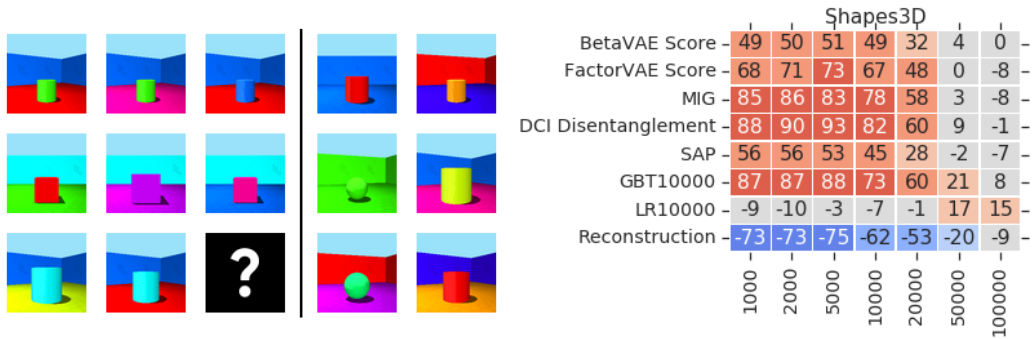 ?
Shapes3D
BetaVAE Score 49 50 51 49 32 4 0
FactorVAE Score 68 71 73 67 48 0 -8
MIG 85 86 83 78 58 3 -8
DCI Disentanglement 88 90 93 82 60 9 -1
SAP 56 56 53 45 28 -2 -7
GBT10000 87 87 88 73 60 21 8
LR10000 -9 -10 -3 -7 -1 17 15
Reconstruction -73 -73 -75 -62 -53 -20 -9
1000 2000 5000 10000 20000 50000 100000